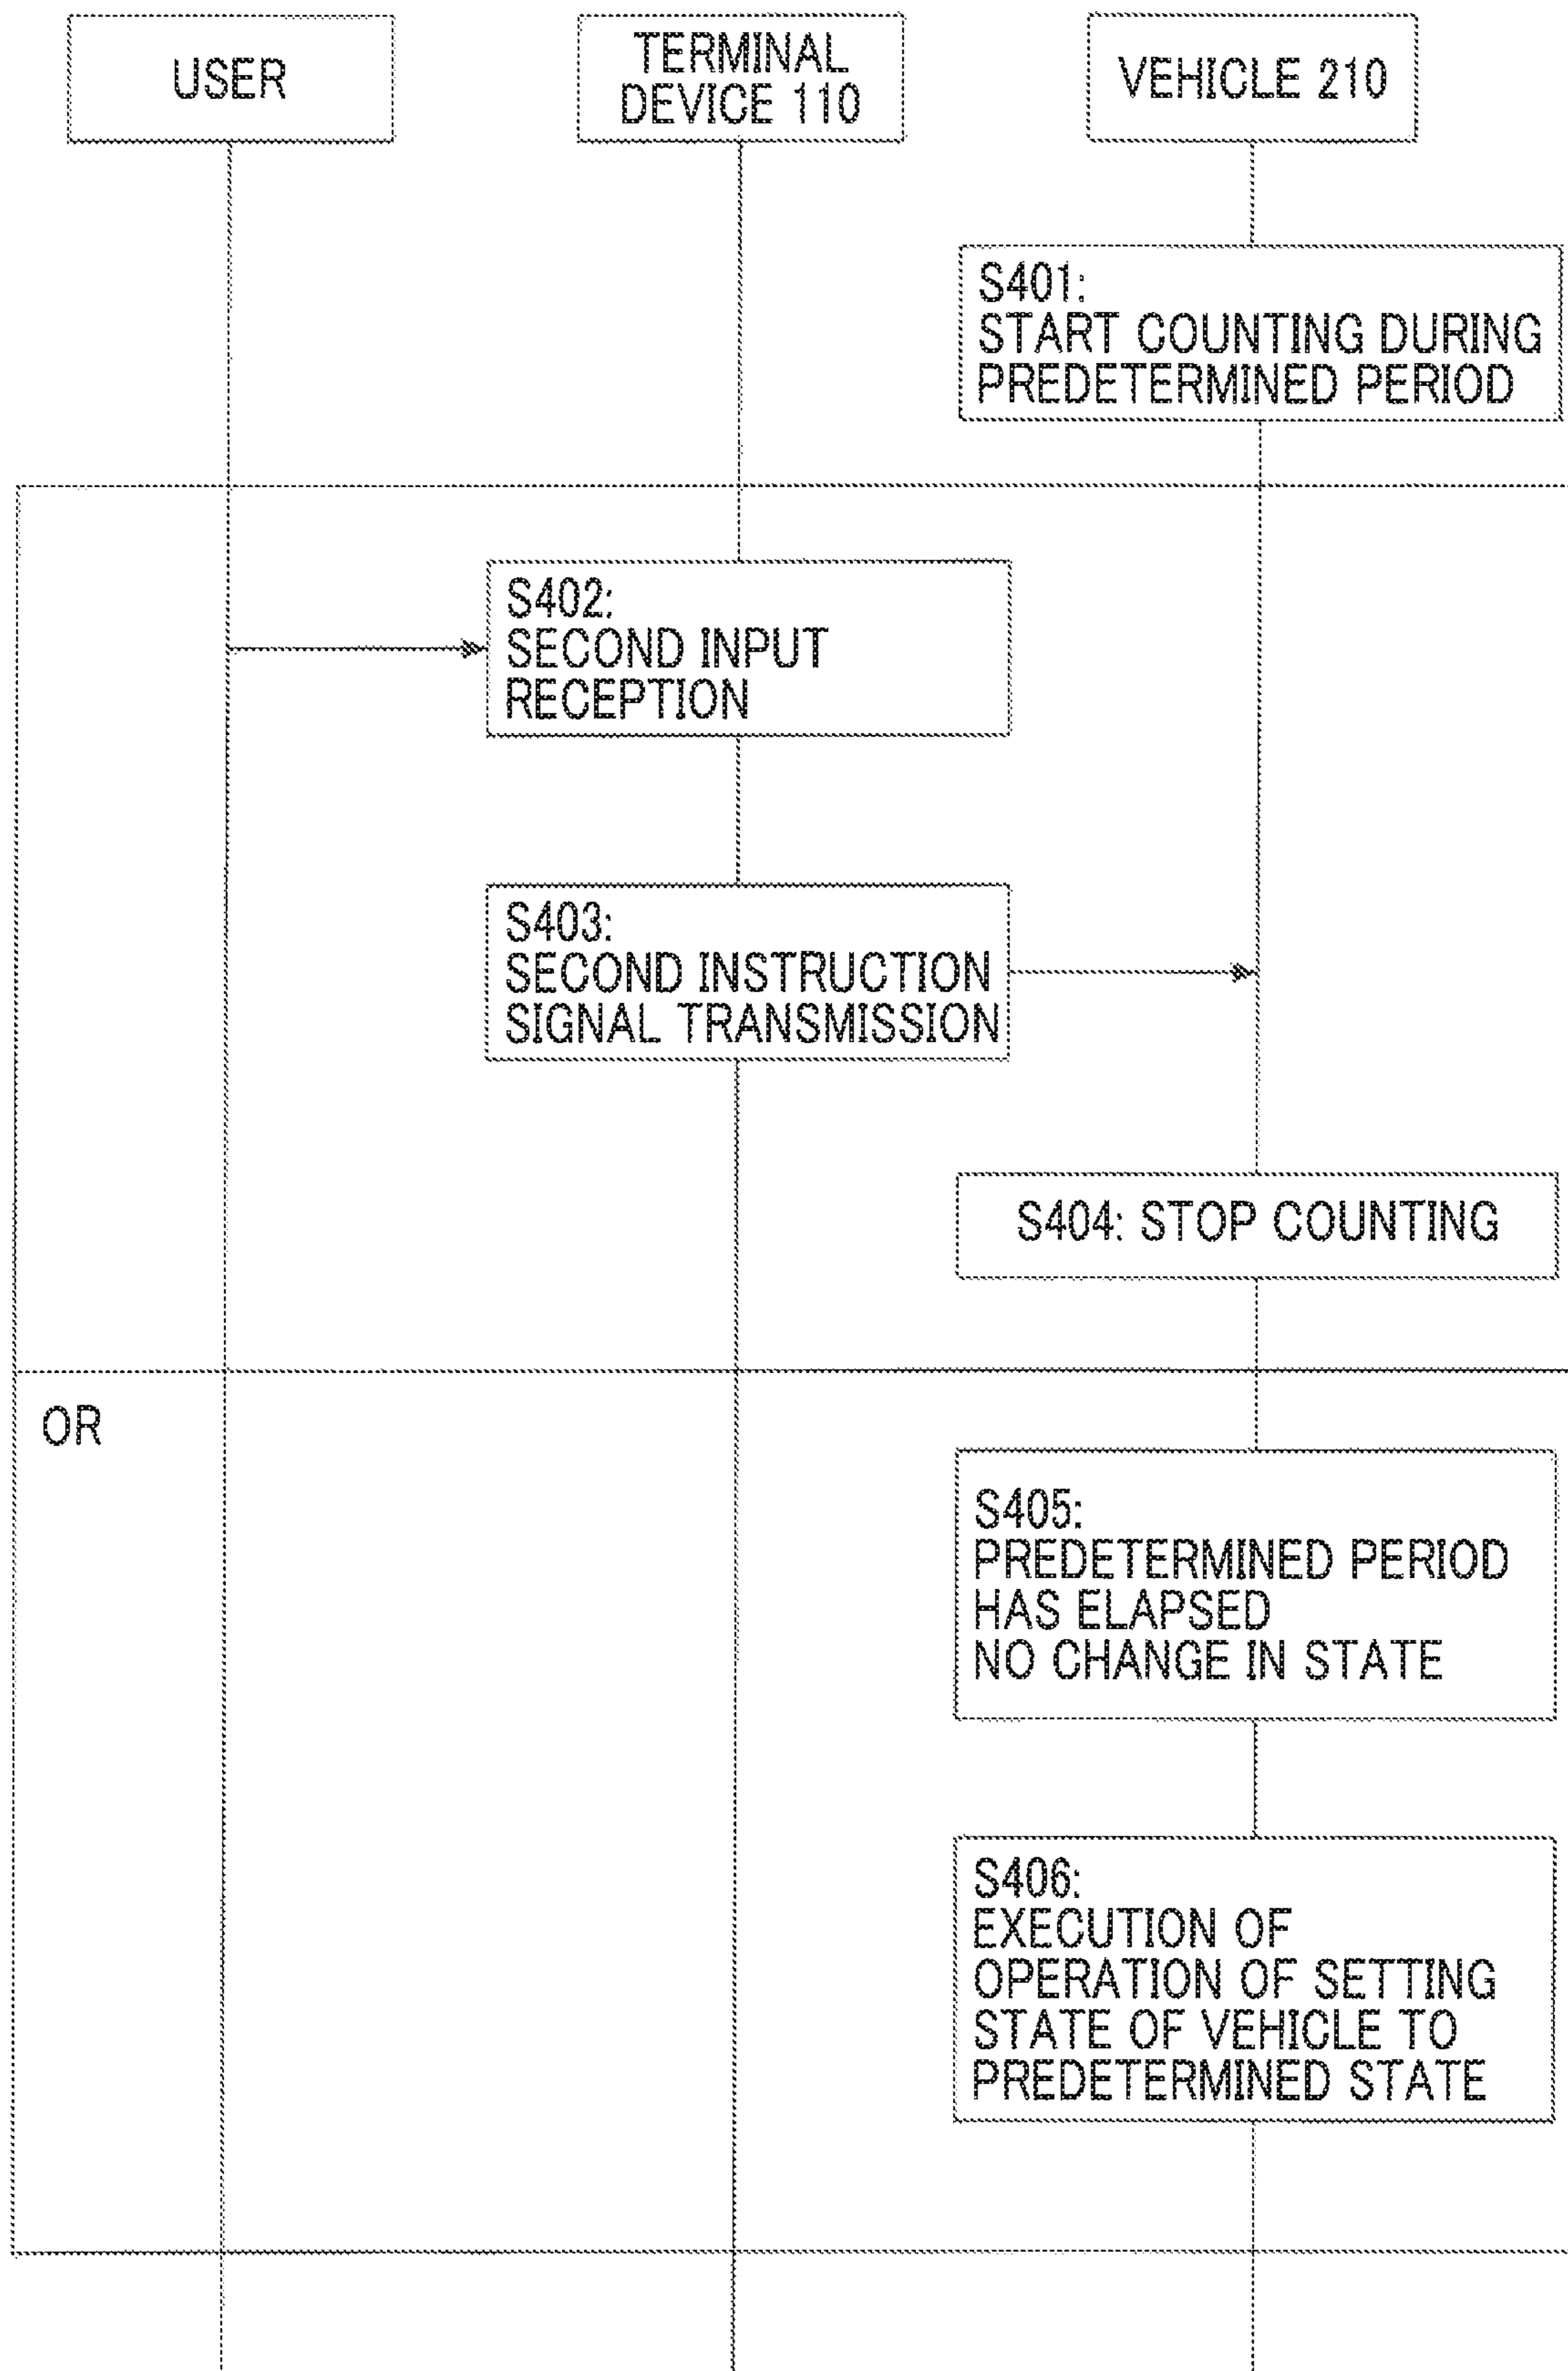 USER
TERMINAL
DEVICE 110
VEHICLE 210
S401:
START COUNTING DURING
PREDETERMINED PERIOD
S402:
SECOND INPUT
RECEPTION
S403:
SECOND INSTRUCTION
SIGNAL TRANSMISSION
S404: STOP COUNTING
OR
S405:
PREDETERMINED PERIOD
HAS ELAPSED
NO CHANGE IN STATE
S406:
EXECUTION OF
OPERATION OF SETTING
STATE OF VEHICLE TO
PREDETERMINED STATE